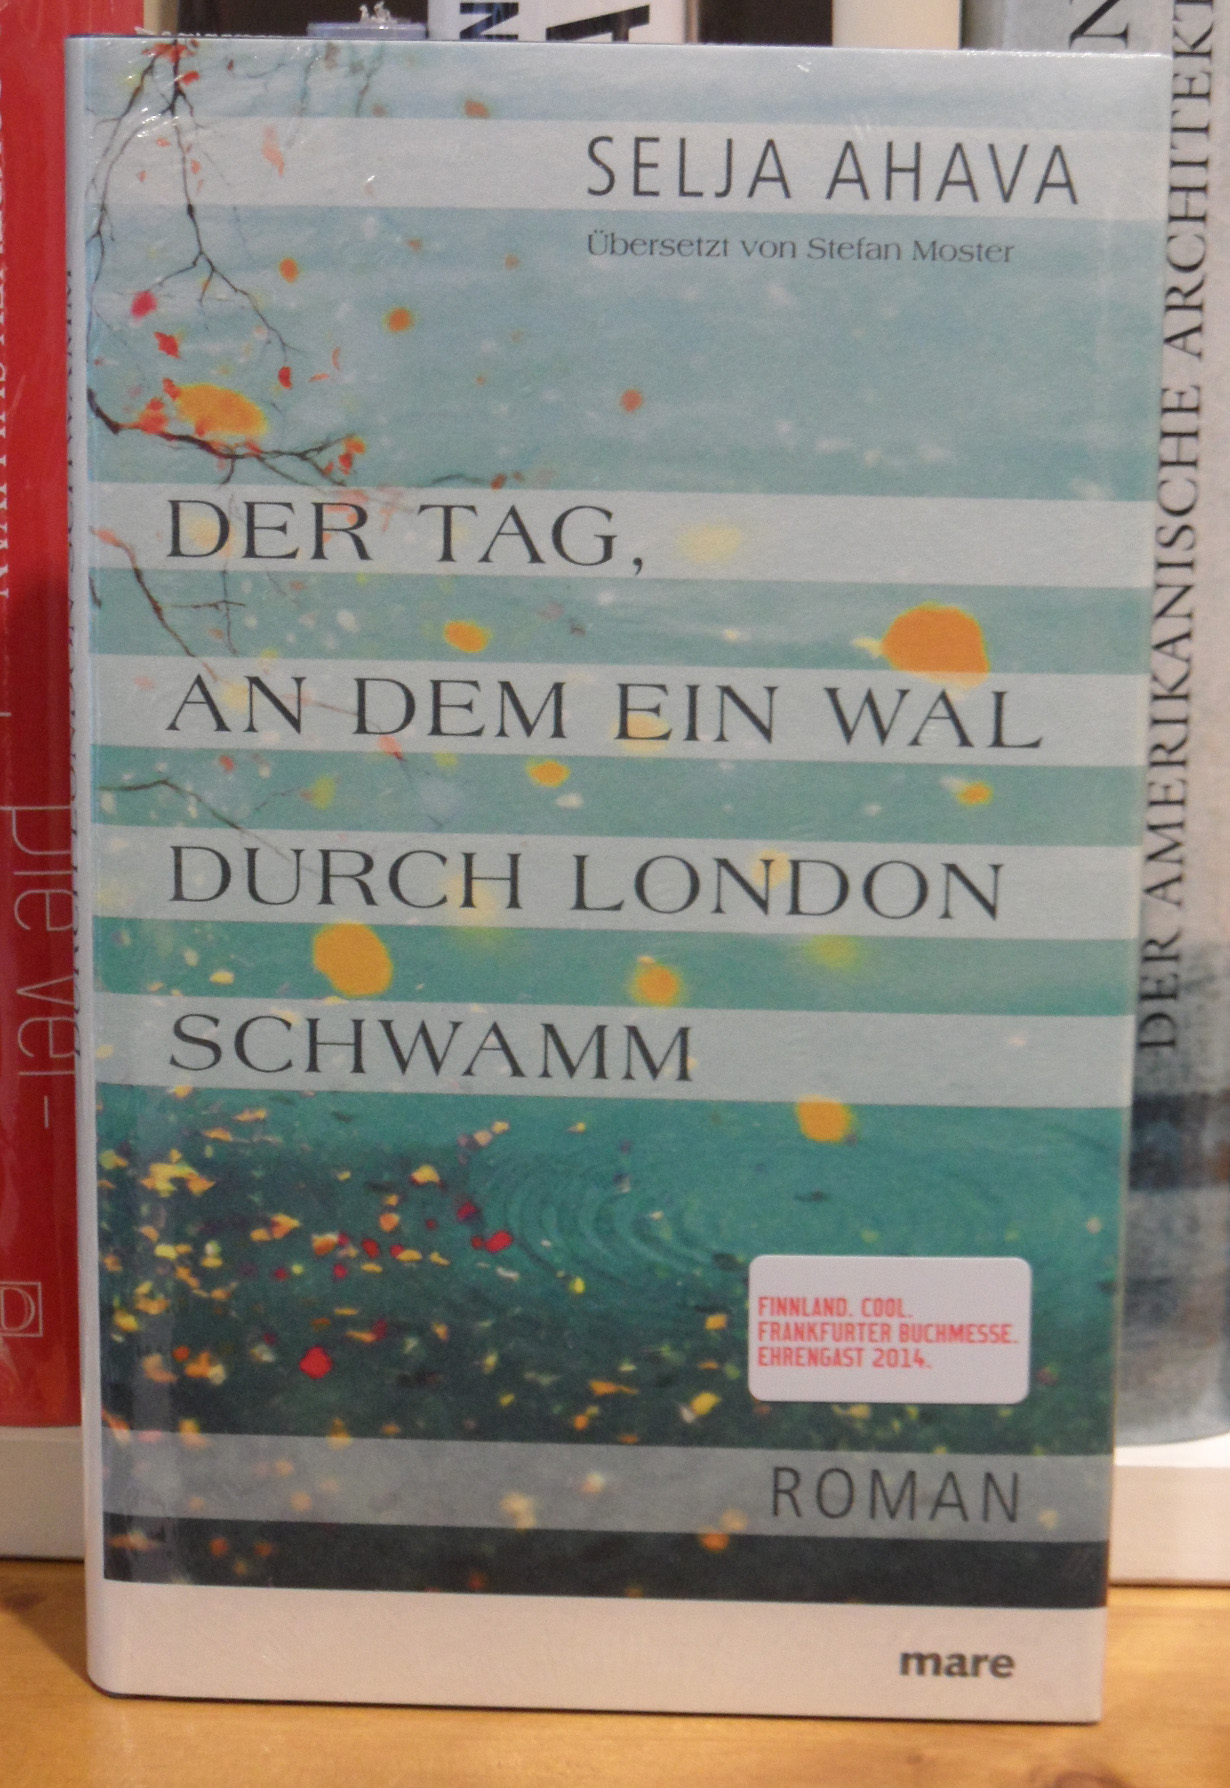 SELJA AHAVA
Übersetzt von Stefan Moster
DER TAG,
AN DEM EIN WAL
DURCH LONDON
SCHWAMM
FINNLAND. COOL.
FRANKFURTER BUCHMESSE.
EHRENGAST 2014.
ROMAN
mare
DER AMERIKANISCHE ARCHITEKT